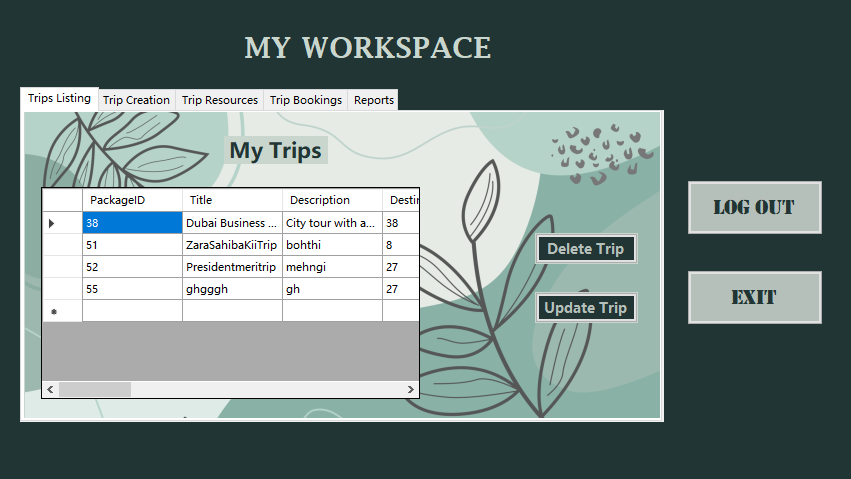 MY WORKSPACE
Trips Listing Trip Creation Trip Resources Trip Bookings Reports
My Trips
PackageID Title Description Destin
38 Dubai Business ... City tour with a... 38
51 ZaraSahibaKiiTrip bohthi 8
52 Presidentmeritrip mehngi 27
55 ghgggh gh 27
Delete Trip
Update Trip
LOG OUT
EXIT